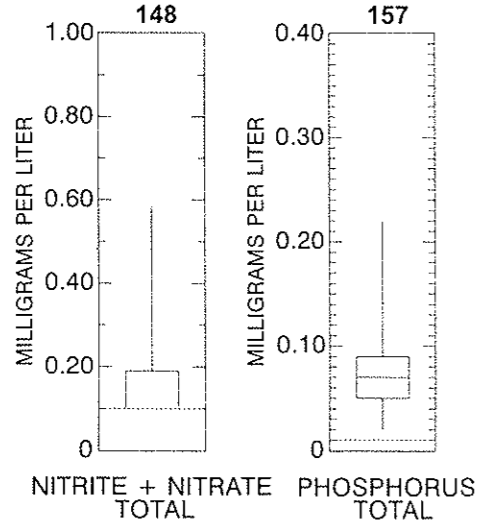 148
1.00
0.80
0.60
0.40
0.20
0
MILLIGRAMS PER LITER
NITRITE + NITRATE
TOTAL
157
0.40
0.30
0.20
0.10
0
MILLIGRAMS PER LITER
PHOSPHORUS
TOTAL